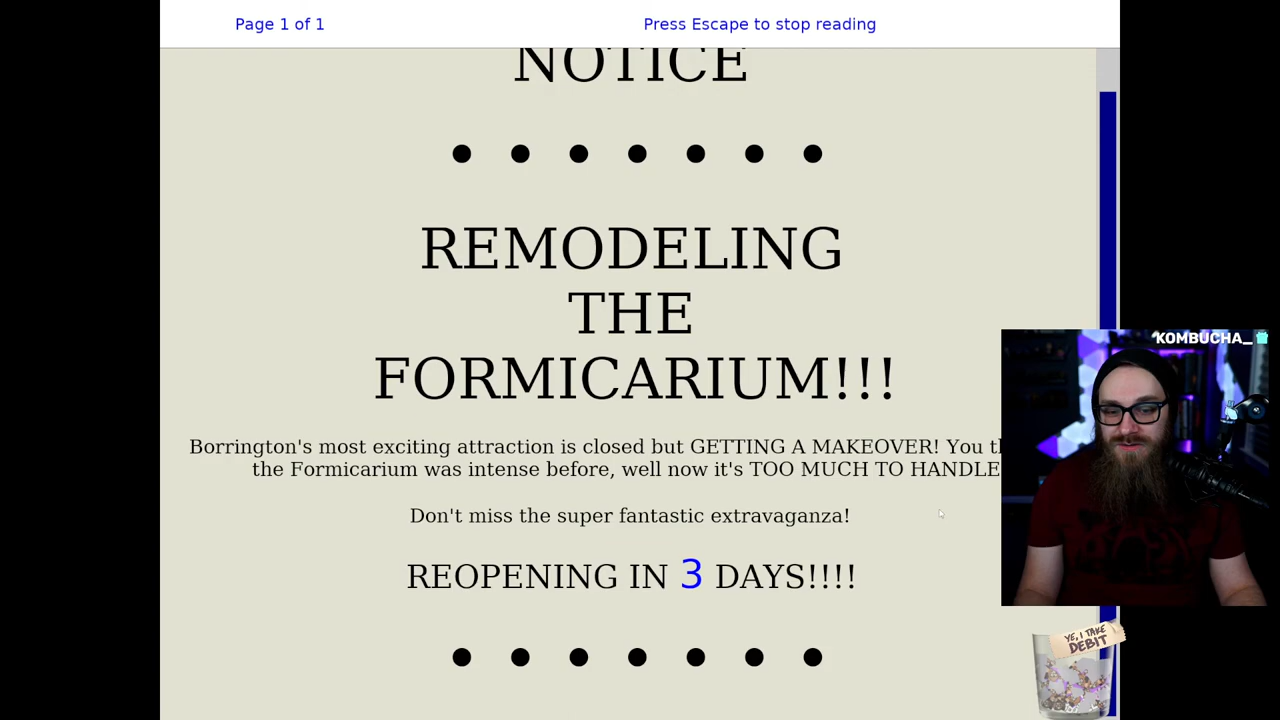 Page 1 of 1 Press Escape to stop reading
NOTICE
REMODELING
THE
FORMICARIUM!!!
Borrington's most exciting attraction is closed but GETTING A MAKEOVER! You
the Formicarium was intense before, well now it's TOO MUCH TO HANDLE
Don't miss the super fantastic extravaganza!
REOPENING IN 3 DAYS!!!!
KOMBUCHA_
YE, I TAKE
DEBIT